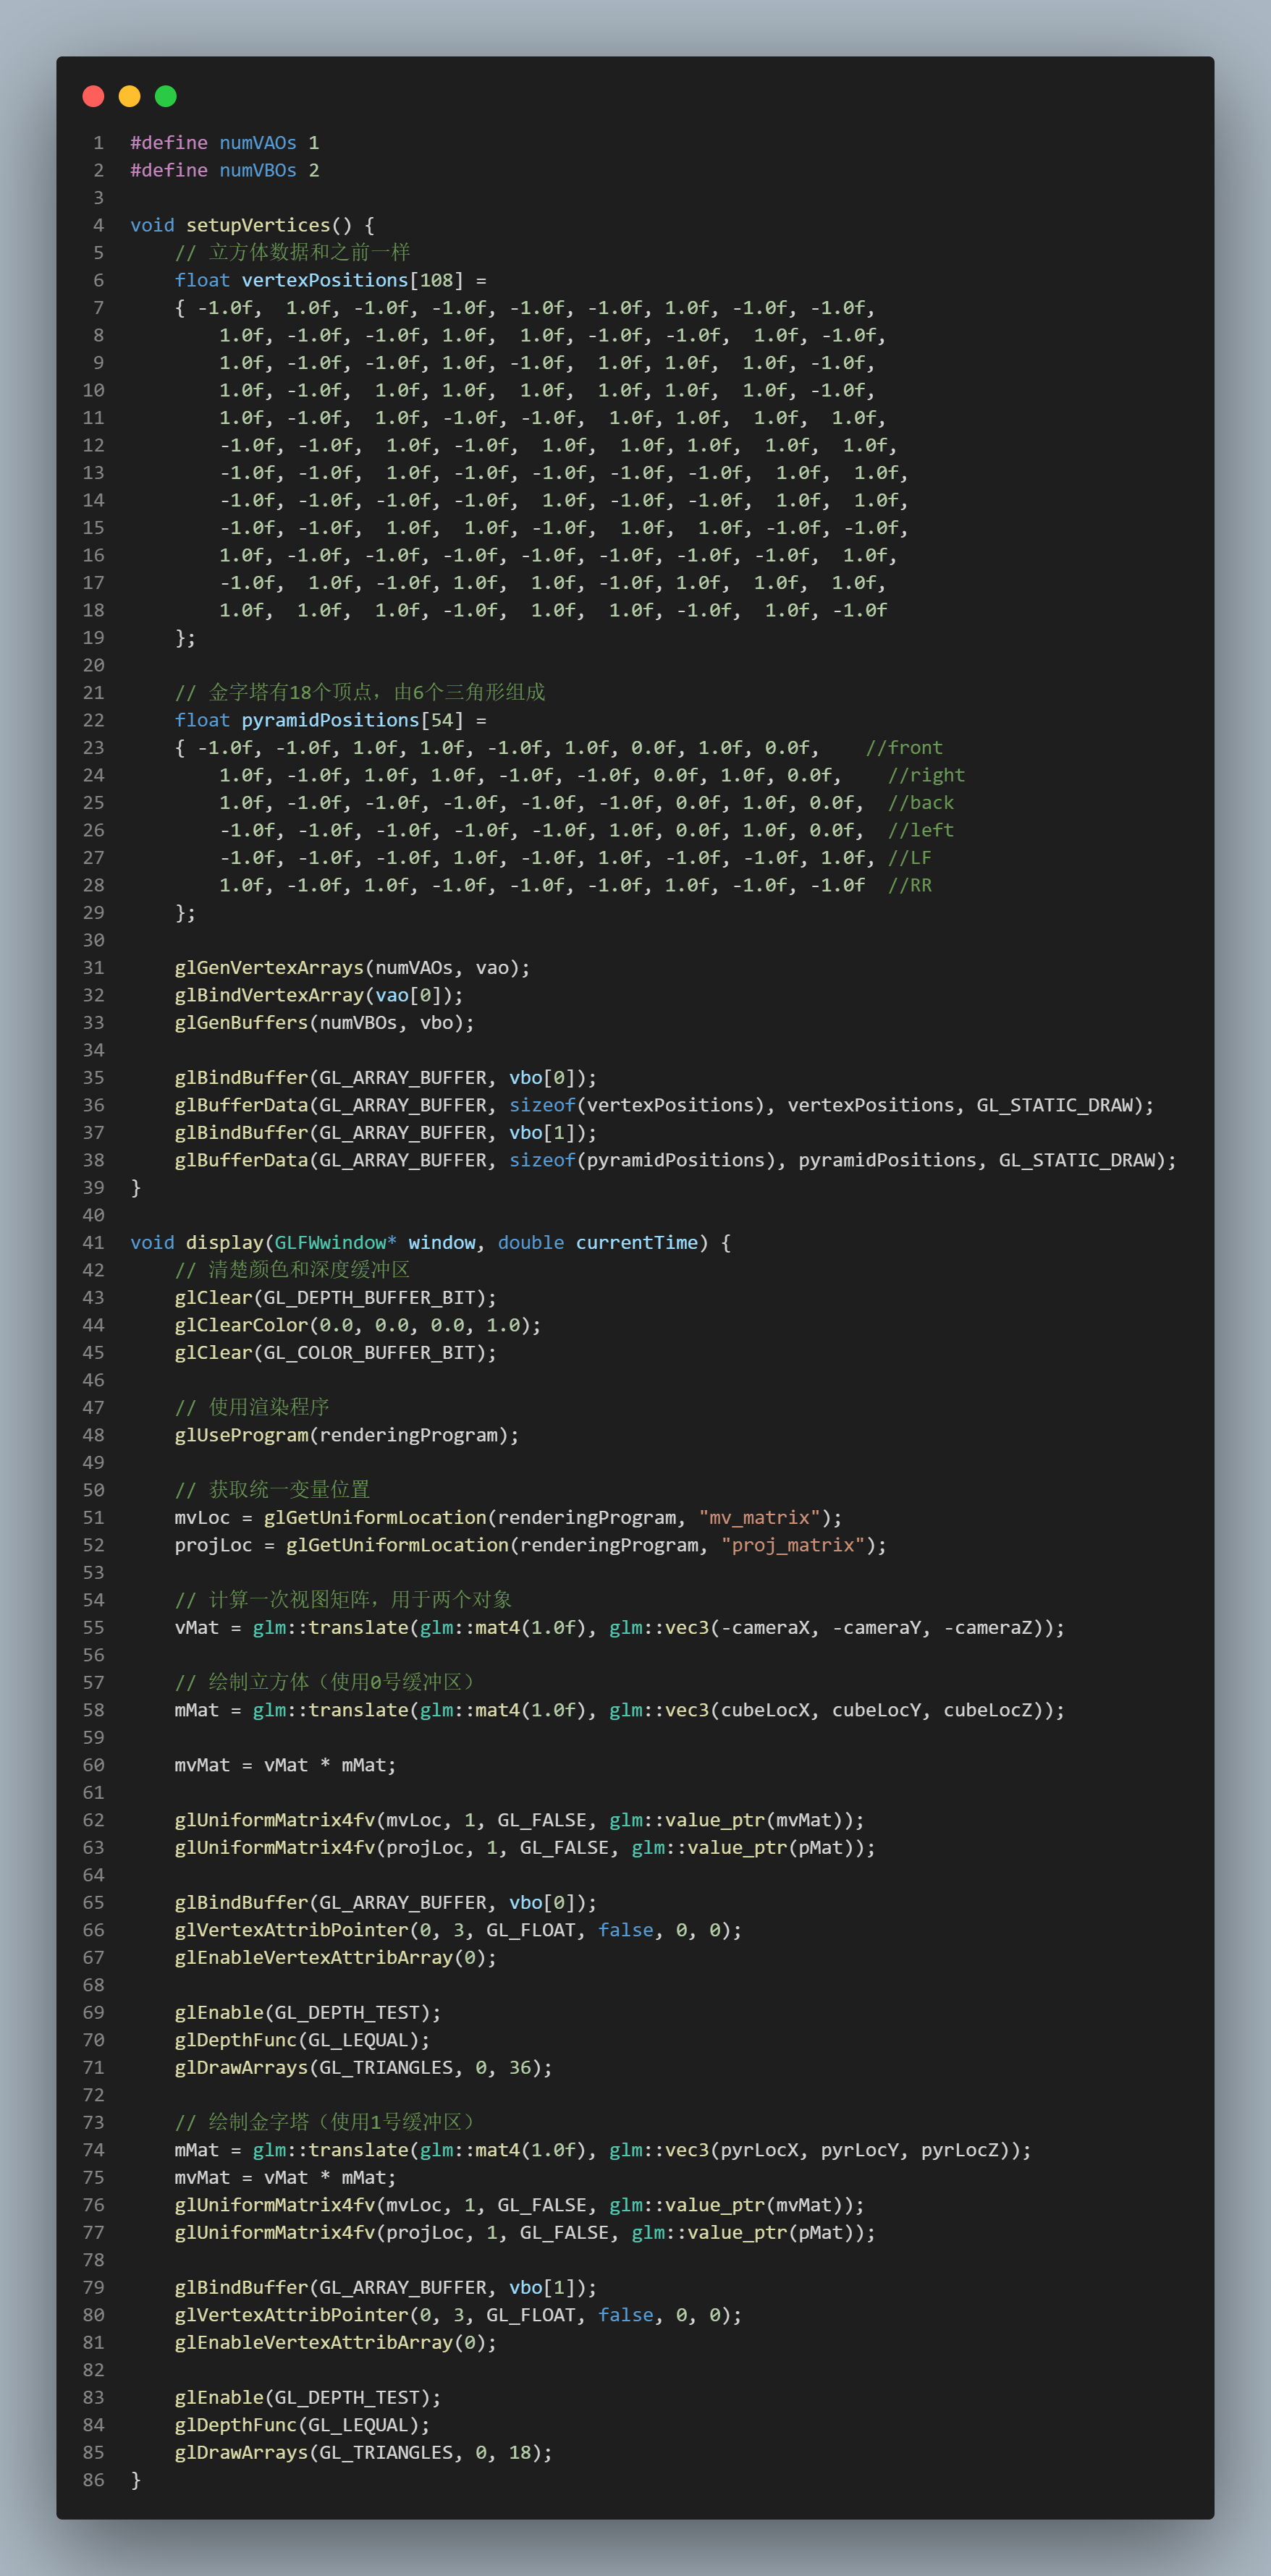 1 #define numVAOs 1
2 #define numVBOs 2
3
4 void setupVertices() {
5     // 立方体数据和之前一样
6     float vertexPositions[108] =
7     { -1.0f,  1.0f, -1.0f, -1.0f, -1.0f, -1.0f, 1.0f, -1.0f, -1.0f,
8         1.0f, -1.0f, -1.0f, 1.0f,  1.0f, -1.0f, -1.0f,  1.0f, -1.0f,
9         1.0f, -1.0f, -1.0f, 1.0f, -1.0f,  1.0f, 1.0f,  1.0f, -1.0f,
10         1.0f, -1.0f,  1.0f, 1.0f,  1.0f,  1.0f, 1.0f,  1.0f, -1.0f,
11         1.0f, -1.0f,  1.0f, -1.0f, -1.0f,  1.0f, 1.0f,  1.0f,  1.0f,
12         -1.0f, -1.0f,  1.0f, -1.0f,  1.0f,  1.0f, 1.0f,  1.0f,  1.0f,
13         -1.0f, -1.0f,  1.0f, -1.0f, -1.0f, -1.0f, -1.0f,  1.0f,  1.0f,
14         -1.0f, -1.0f, -1.0f, -1.0f,  1.0f, -1.0f, -1.0f,  1.0f,  1.0f,
15         -1.0f, -1.0f,  1.0f,  1.0f, -1.0f,  1.0f,  1.0f, -1.0f, -1.0f,
16         1.0f, -1.0f, -1.0f, -1.0f, -1.0f, -1.0f, -1.0f, -1.0f,  1.0f,
17         -1.0f,  1.0f, -1.0f, 1.0f,  1.0f, -1.0f, 1.0f,  1.0f,  1.0f,
18         1.0f,  1.0f,  1.0f, -1.0f,  1.0f,  1.0f, -1.0f,  1.0f, -1.0f
19     };
20
21     // 金字塔有18个顶点，由6个三角形组成
22     float pyramidPositions[54] =
23     { -1.0f, -1.0f, 1.0f, 1.0f, -1.0f, 1.0f, 0.0f, 1.0f, 0.0f,    //front
24         1.0f, -1.0f, 1.0f, 1.0f, -1.0f, -1.0f, 0.0f, 1.0f, 0.0f,    //right
25         1.0f, -1.0f, -1.0f, -1.0f, -1.0f, -1.0f, 0.0f, 1.0f, 0.0f,  //back
26         -1.0f, -1.0f, -1.0f, -1.0f, -1.0f, 1.0f, 0.0f, 1.0f, 0.0f,  //left
27         -1.0f, -1.0f, -1.0f, 1.0f, -1.0f, 1.0f, -1.0f, -1.0f, 1.0f, //LF
28         1.0f, -1.0f, 1.0f, -1.0f, -1.0f, -1.0f, 1.0f, -1.0f, -1.0f  //RR
29     };
30
31     glGenVertexArrays(numVAOs, vao);
32     glBindVertexArray(vao[0]);
33     glGenBuffers(numVBOs, vbo);
34
35     glBindBuffer(GL_ARRAY_BUFFER, vbo[0]);
36     glBufferData(GL_ARRAY_BUFFER, sizeof(vertexPositions), vertexPositions, GL_STATIC_DRAW);
37     glBindBuffer(GL_ARRAY_BUFFER, vbo[1]);
38     glBufferData(GL_ARRAY_BUFFER, sizeof(pyramidPositions), pyramidPositions, GL_STATIC_DRAW);
39 }
40
41 void display(GLFWwindow* window, double currentTime) {
42     // 清楚颜色和深度缓冲区
43     glClear(GL_DEPTH_BUFFER_BIT);
44     glClearColor(0.0, 0.0, 0.0, 1.0);
45     glClear(GL_COLOR_BUFFER_BIT);
46
47     // 使用渲染程序
48     glUseProgram(renderingProgram);
49
50     // 获取统一变量位置
51     mvLoc = glGetUniformLocation(renderingProgram, "mv_matrix");
52     projLoc = glGetUniformLocation(renderingProgram, "proj_matrix");
53
54     // 计算一次视图矩阵，用于两个对象
55     vMat = glm::translate(glm::mat4(1.0f), glm::vec3(-cameraX, -cameraY, -cameraZ));
56
57     // 绘制立方体（使用0号缓冲区）
58     mMat = glm::translate(glm::mat4(1.0f), glm::vec3(cubeLocX, cubeLocY, cubeLocZ));
59
60     mvMat = vMat * mMat;
61
62     glUniformMatrix4fv(mvLoc, 1, GL_FALSE, glm::value_ptr(mvMat));
63     glUniformMatrix4fv(projLoc, 1, GL_FALSE, glm::value_ptr(pMat));
64
65     glBindBuffer(GL_ARRAY_BUFFER, vbo[0]);
66     glVertexAttribPointer(0, 3, GL_FLOAT, false, 0, 0);
67     glEnableVertexAttribArray(0);
68
69     glEnable(GL_DEPTH_TEST);
70     glDepthFunc(GL_LEQUAL);
71     glDrawArrays(GL_TRIANGLES, 0, 36);
72
73     // 绘制金字塔（使用1号缓冲区）
74     mMat = glm::translate(glm::mat4(1.0f), glm::vec3(pyrLocX, pyrLocY, pyrLocZ));
75     mvMat = vMat * mMat;
76     glUniformMatrix4fv(mvLoc, 1, GL_FALSE, glm::value_ptr(mvMat));
77     glUniformMatrix4fv(projLoc, 1, GL_FALSE, glm::value_ptr(pMat));
78
79     glBindBuffer(GL_ARRAY_BUFFER, vbo[1]);
80     glVertexAttribPointer(0, 3, GL_FLOAT, false, 0, 0);
81     glEnableVertexAttribArray(0);
82
83     glEnable(GL_DEPTH_TEST);
84     glDepthFunc(GL_LEQUAL);
85     glDrawArrays(GL_TRIANGLES, 0, 18);
86 }